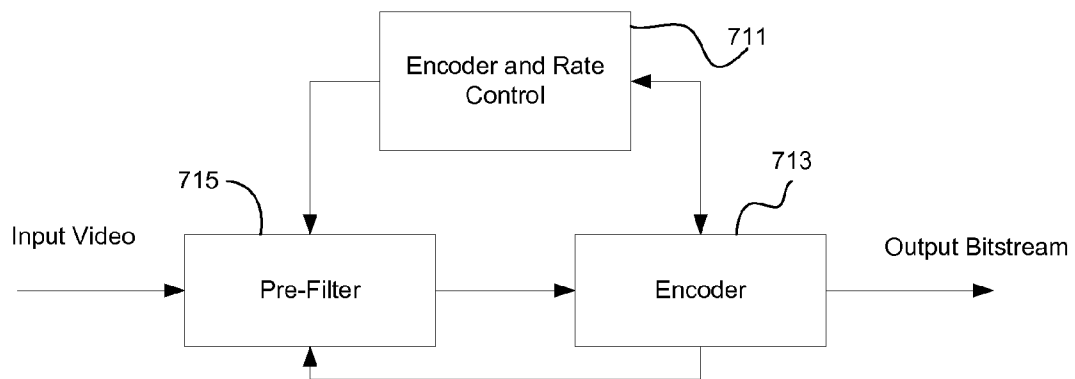 711
Encoder and Rate
Control
715
713
Input Video
Output Bitstream
Pre-Filter
Encoder